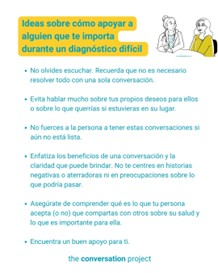 Ideas sobre cómo apoyar a
alguien que te importa
durante un diagnóstico difícil
No olvides escuchar. Recuerda que no es necesario
resolver todo con una sola conversación.
Evita hablar mucho sobre tus propios deseos para ellos
o sobre lo que querrías si estuvieras en su lugar.
No fuerces a la persona a tener estas conversaciones si
aún no está lista.
Enfatiza los beneficios de una conversación y la
claridad que puede brindar. No te centres en historias
negativas o aterradoras ni en preocupaciones sobre lo
que podría pasar.
Asegúrate de comprender qué es lo que tu persona
acepta (o no) que compartas con otros sobre su salud y
lo que es importante para ella.
Encuentra un buen apoyo para ti.
the conversation project